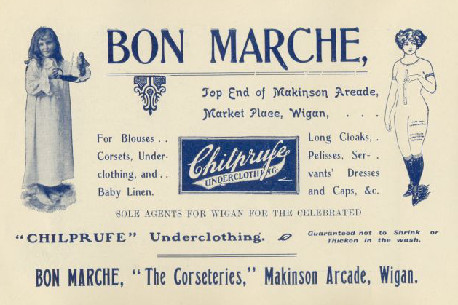 BON MARCHE,
Top End of Makinson Arcade,
Market Place, Wigan, . . .
For Blouses . .
Corsets, Under-
clothing, and . .
Baby Linen.
Chilprufe
UNDERCLOTHING
Long Cloaks, .
Pelisses, Ser-
vants' Dresses
and Caps, &c.
SOLE AGENTS FOR WIGAN FOR THE CELEBRATED
"CHILPRUFE" Underclothing.
Guaranteed not to Shrink or
Thicken in the wash.
BON MARCHE, "The Corseteries," Makinson Arcade, Wigan.